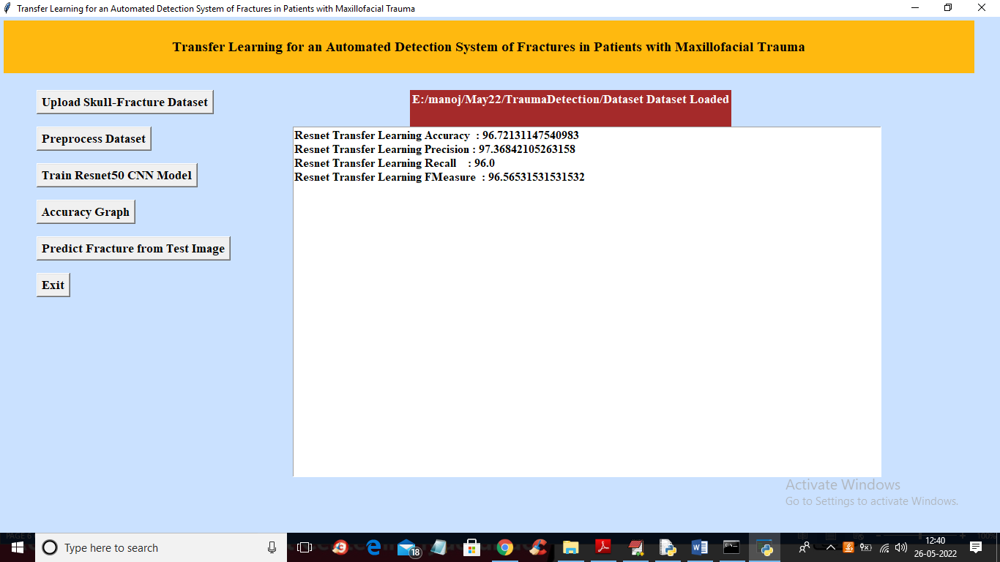 Transfer Learning for an Automated Detection System of Fractures in Patients with Maxillofacial Trauma
Transfer Learning for an Automated Detection System of Fractures in Patients with Maxillofacial Trauma
Upload Skull-Fracture Dataset
E:/manoj/May22/TraumaDetection/Dataset Dataset Loaded
Preprocess Dataset
Train Resnet50 CNN Model
Accuracy Graph
Predict Fracture from Test Image
Exit
Resnet Transfer Learning Accuracy : 96.72131147540983
Resnet Transfer Learning Precision : 97.36842105263158
Resnet Transfer Learning Recall : 96.0
Resnet Transfer Learning FMeasure : 96.56531531531532
Activate Windows
Go to Settings to activate Windows.
Type here to search
18
12:40
26-05-2022
100%